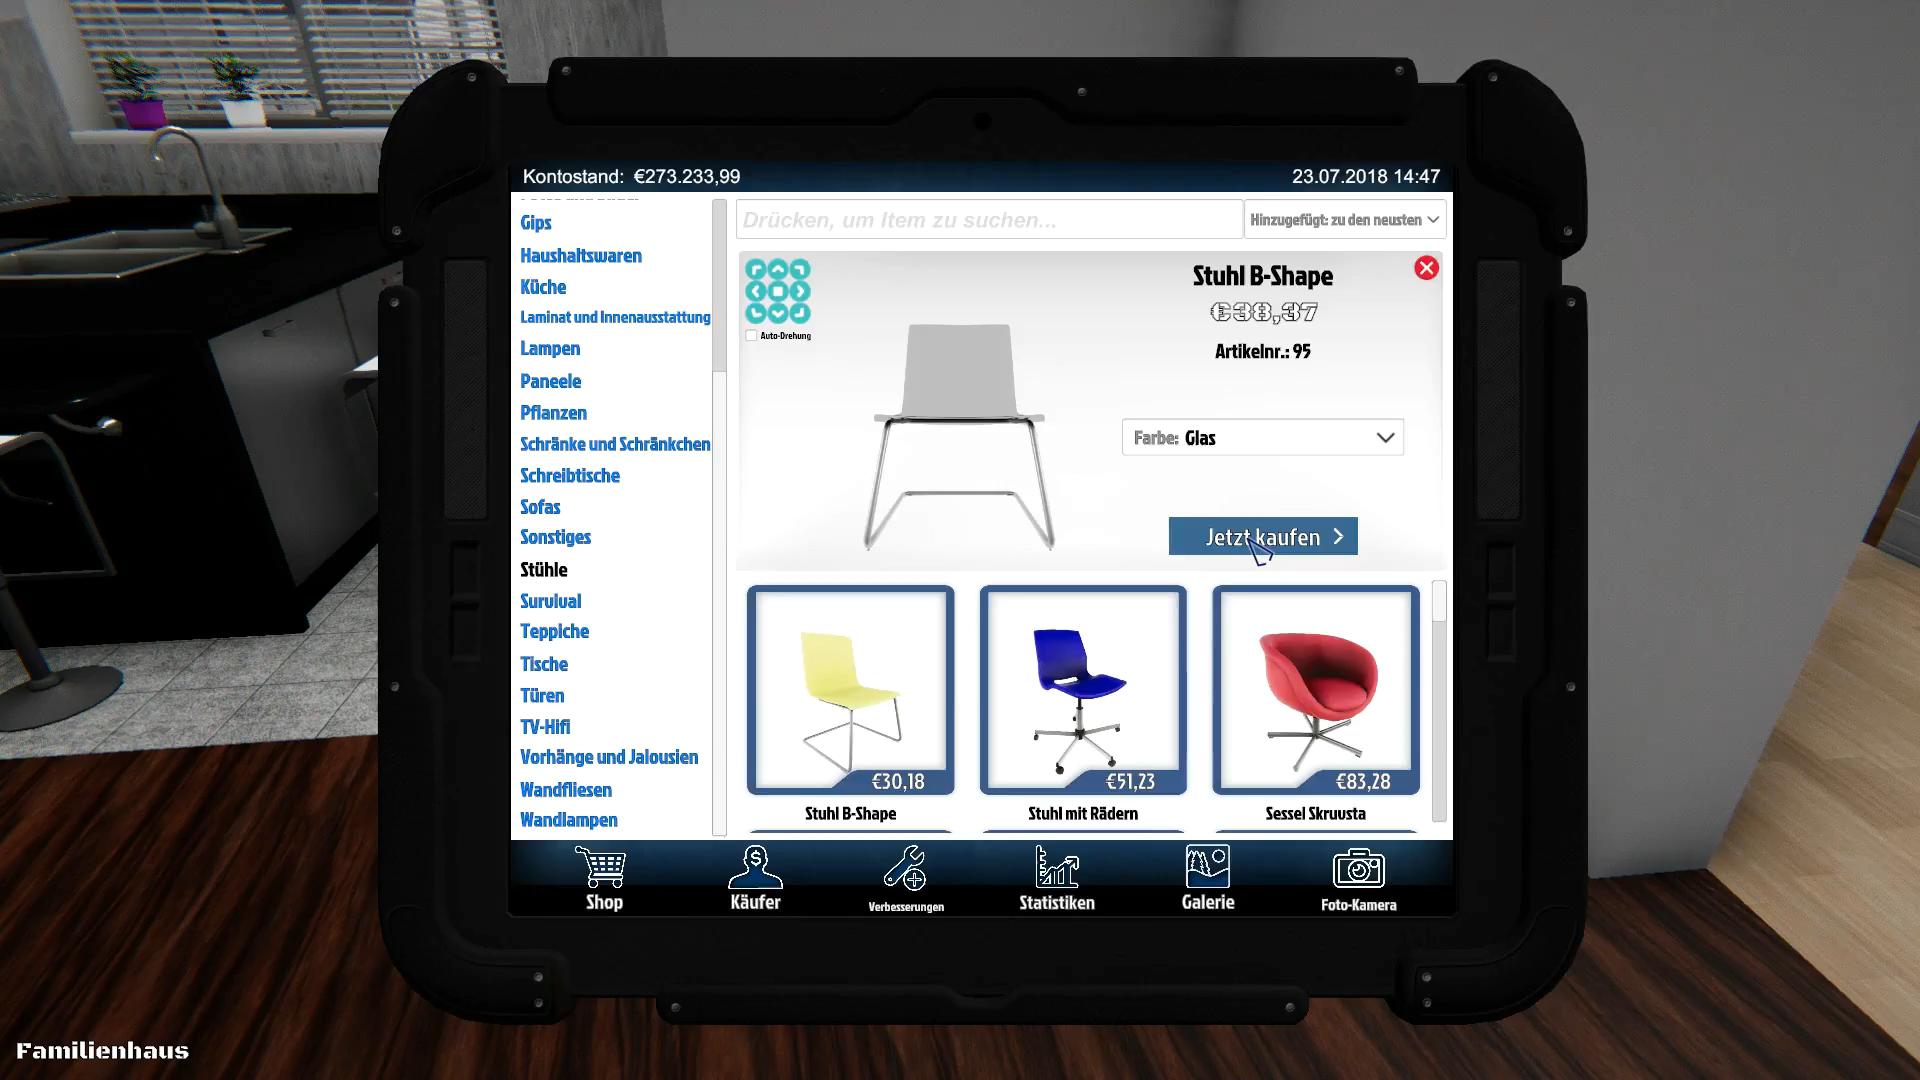 Kontostand: €273.233,99
23.07.2018 14:47
Gips
Haushaltswaren
Küche
Laminat und Innenausstattung
Lampen
Paneele
Pflanzen
Schränke und Schränkchen
Schreibtische
Sofas
Sonstiges
Stühle
Survival
Teppiche
Tische
Türen
TV-Hifi
Vorhänge und Jalousien
Wandfliesen
Wandlampen
Drücken, um Item zu suchen...
Hinzugefügt: zu den neusten
Auto-Drehung
Stuhl B-Shape
€38,37
Artikelnr.: 95
Farbe: Glas
Jetzt kaufen
€30,18
€51,23
€83,28
Stuhl B-Shape
Stuhl mit Rädern
Sessel Skruusta
Shop
Käufer
Verbesserungen
Statistiken
Galerie
Foto-Kamera
Familienhaus